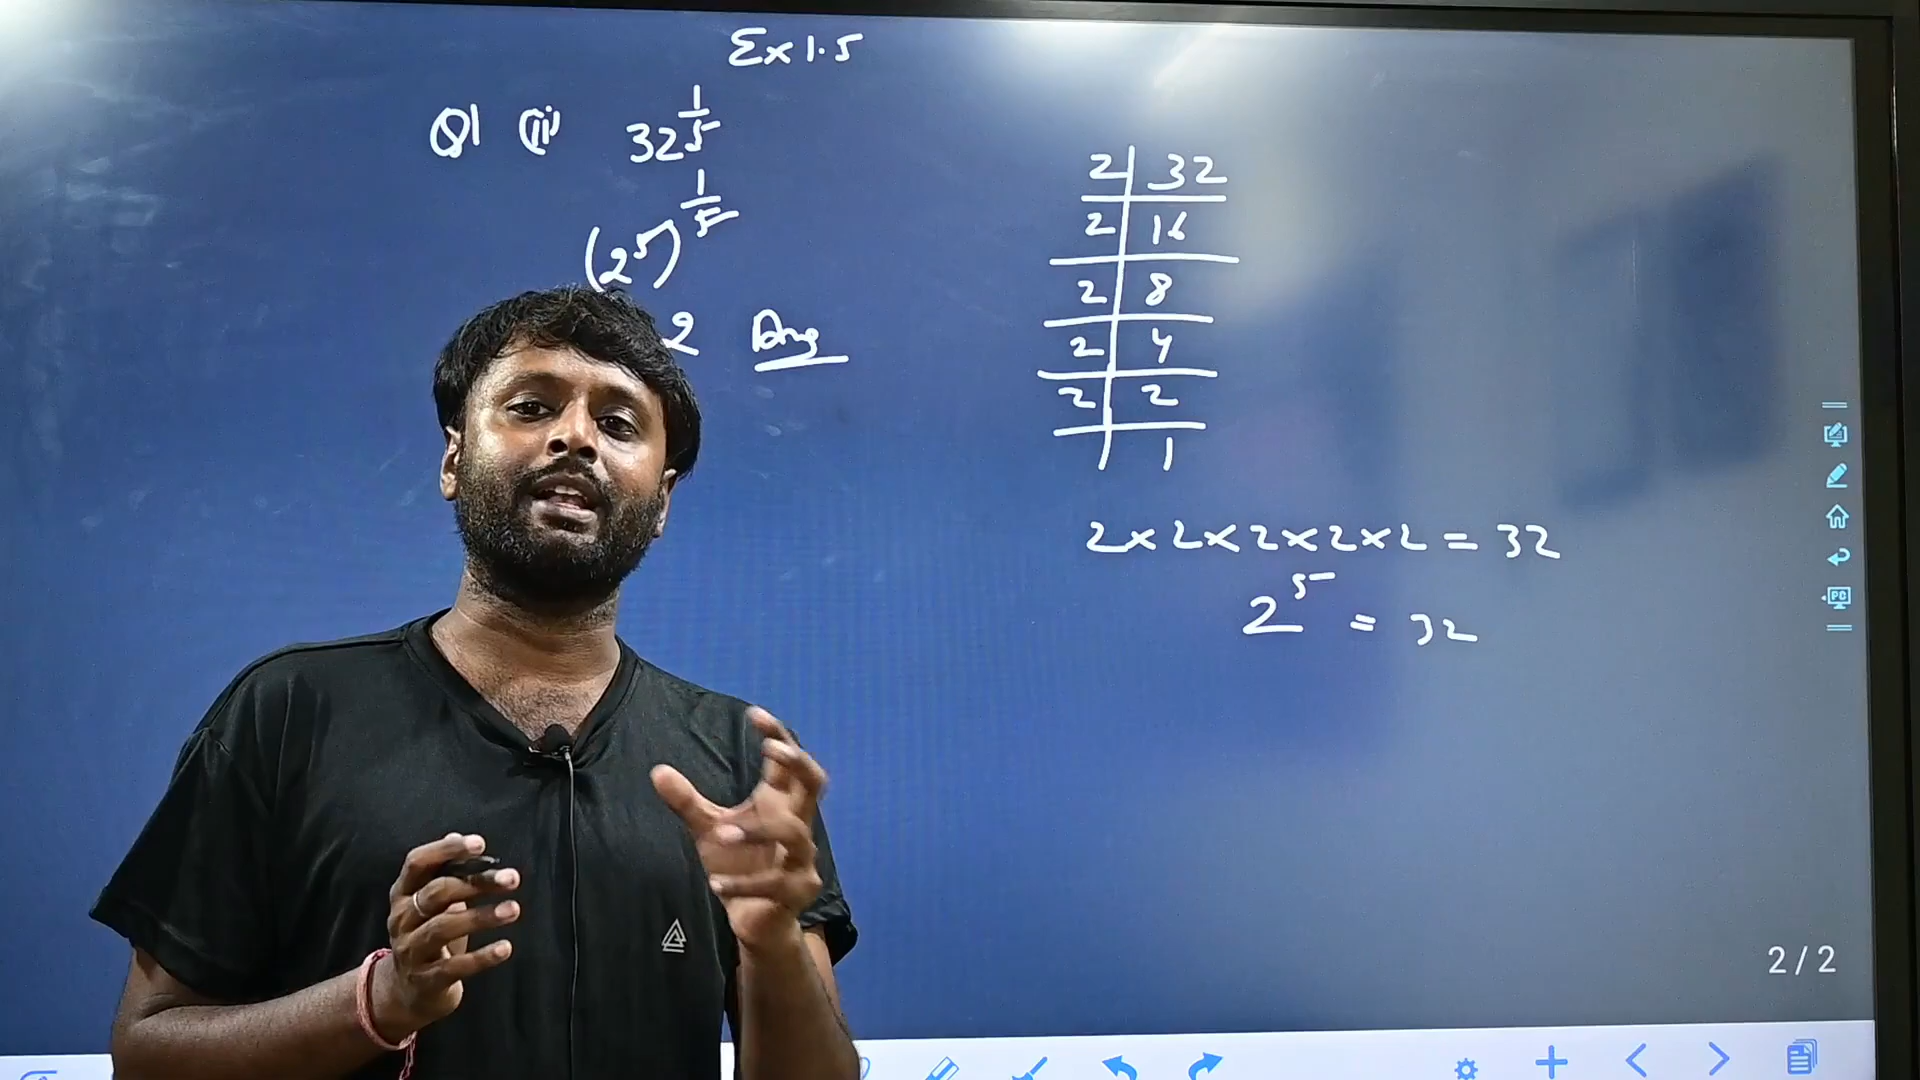 Ex 1.5
Q1 (ii) 32^1/5
(2^5)^1/5
2 Ans
2 | 32
2 | 16
2 | 8
2 | 4
2 | 2
| 1
2×2×2×2×2 = 32
2^5 = 32
PC
2/2